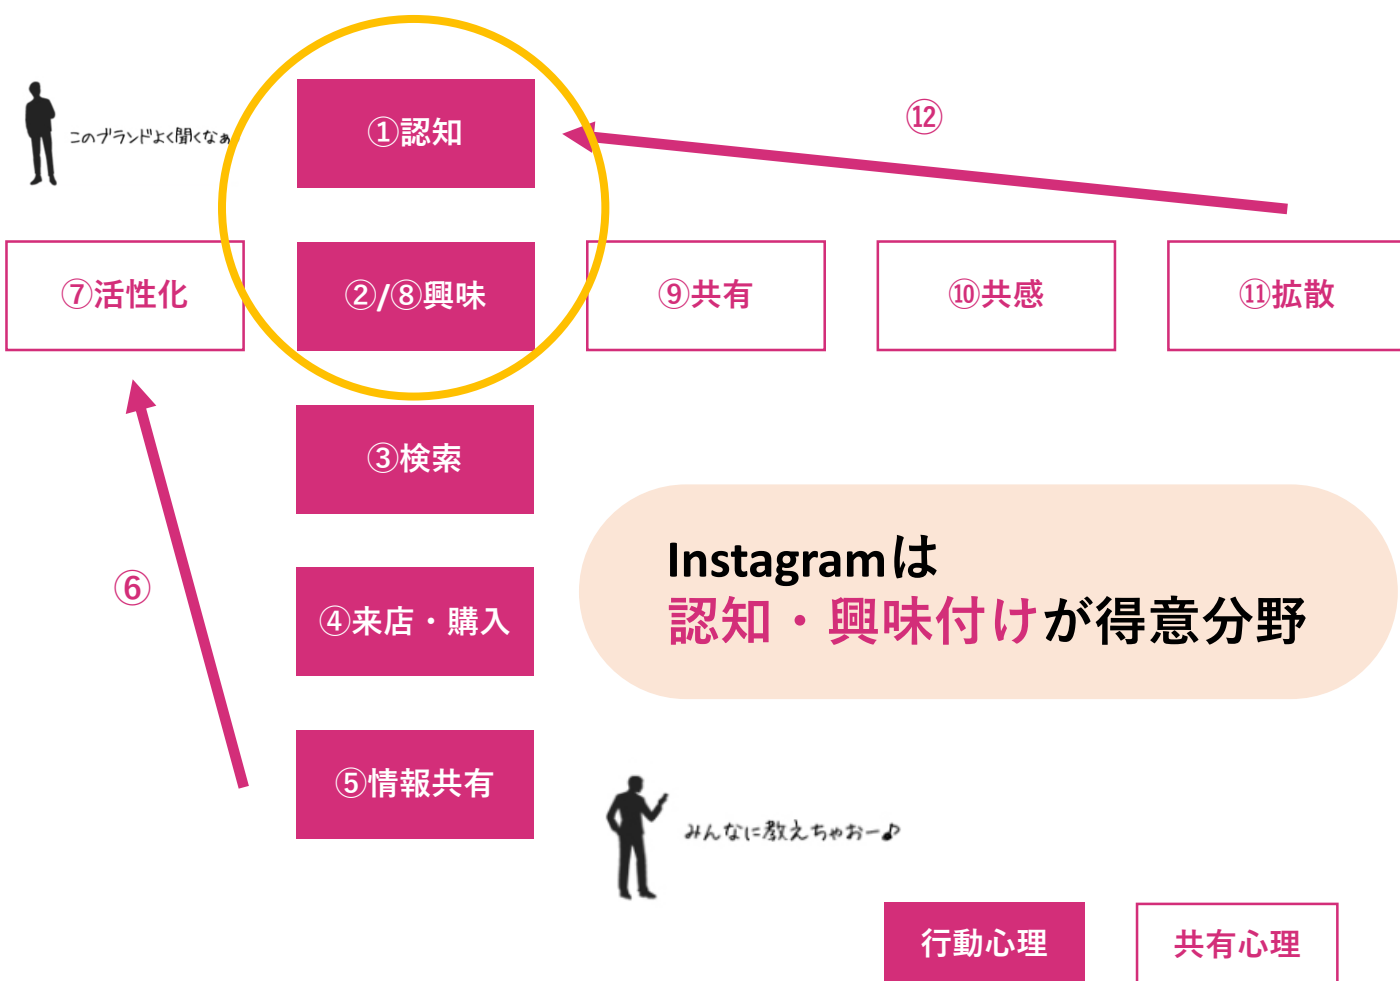 ①認知
このブランドよく聞くなぁ
⑫
⑦活性化
②/⑧興味
⑨共有
⑩共感
⑪拡散
③検索
⑥
④来店・購入
Instagramは
認知・興味付けが得意分野
⑤情報共有
みんなに教えちゃおー♪
行動心理
共有心理